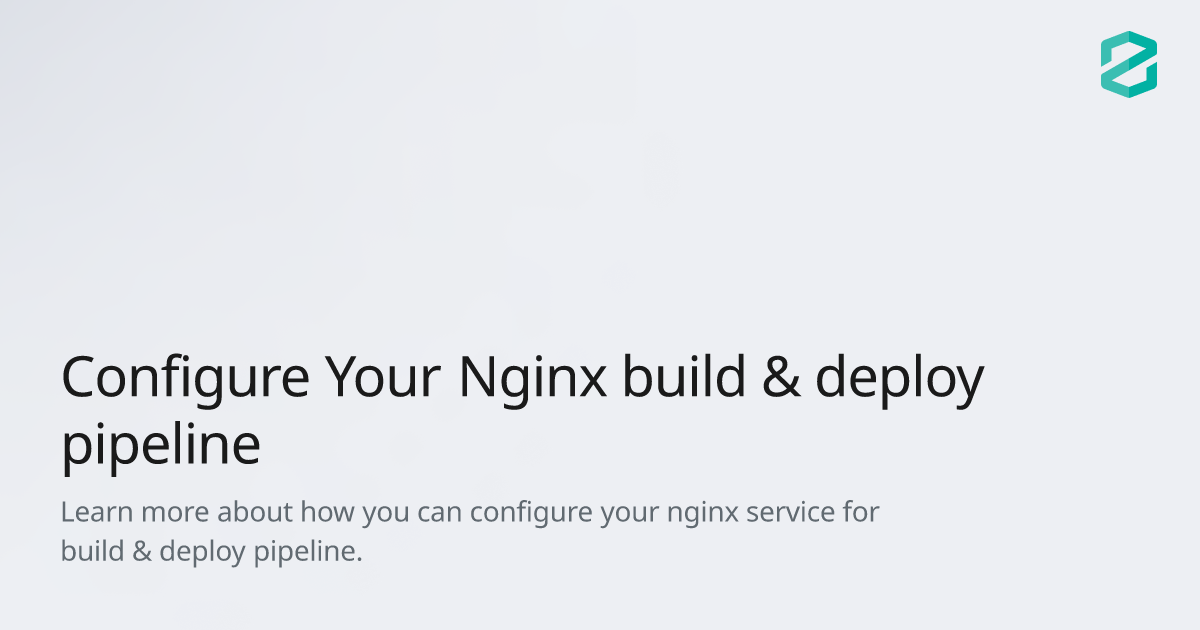 Configure Your Nginx build & deploy
pipeline
Learn more about how you can configure your nginx service for
build & deploy pipeline.